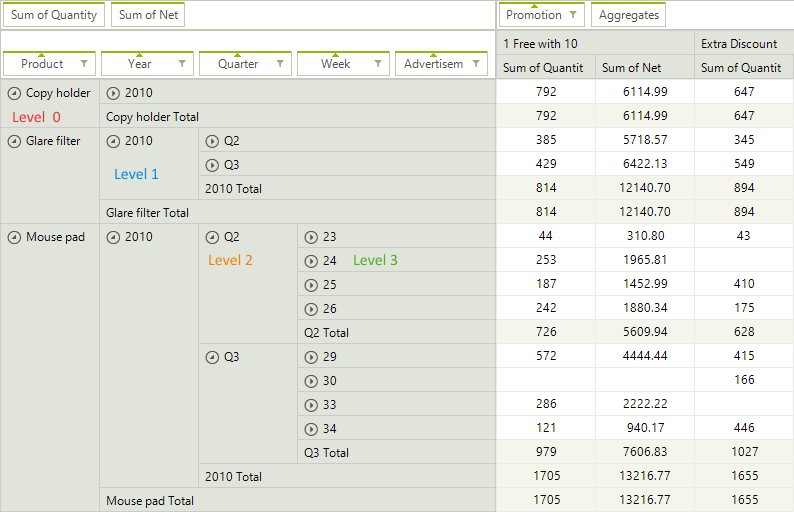 Sum of Quantity Sum of Net Promotion Aggregates
1 Free with 10 Extra Discount
Product Year Quarter Week Advertisem Sum of Quantit Sum of Net Sum of Quantit
Copy holder 2010 792 6114.99 647
Level 0 Copy holder Total 792 6114.99 647
Glare filter 2010 Q2 385 5718.57 345
Q3 429 6422.13 549
Level 1
2010 Total 814 12140.70 894
Glare filter Total 814 12140.70 894
Mouse pad 2010 Q2 23 44 310.80 43
Level 2 24 Level 3 253 1965.81
25 187 1452.99 410
26 242 1880.34 175
Q2 Total 726 5609.94 628
Q3 29 572 4444.44 415
30 166
33 286 2222.22
34 121 940.17 446
Q3 Total 979 7606.83 1027
2010 Total 1705 13216.77 1655
Mouse pad Total 1705 13216.77 1655